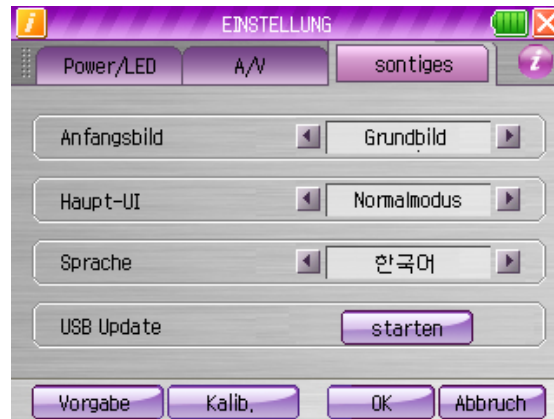 EINSTELLUNG
Power/LED A/V sontiges
Anfangsbild Grundbild
Haupt-UI Normalmodus
Sprache 한국어
USB Update starten
Vorgabe Kalib. OK Abbruch